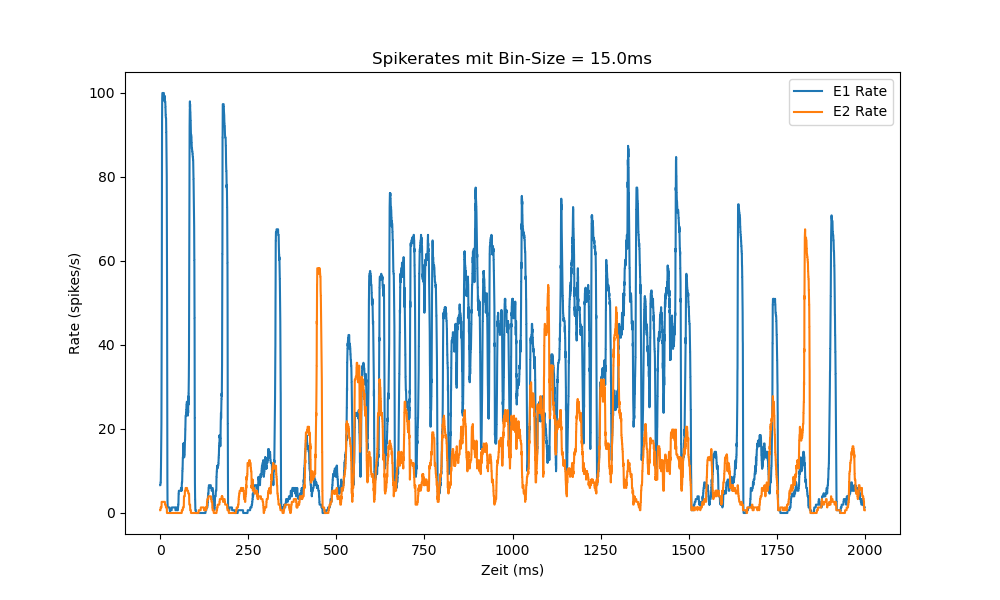 Spikerates mit Bin-Size = 15.0ms
E1 Rate
E2 Rate
100
80
60
40
20
0
Rate (spikes/s)
0 250 500 750 1000 1250 1500 1750 2000
Zeit (ms)